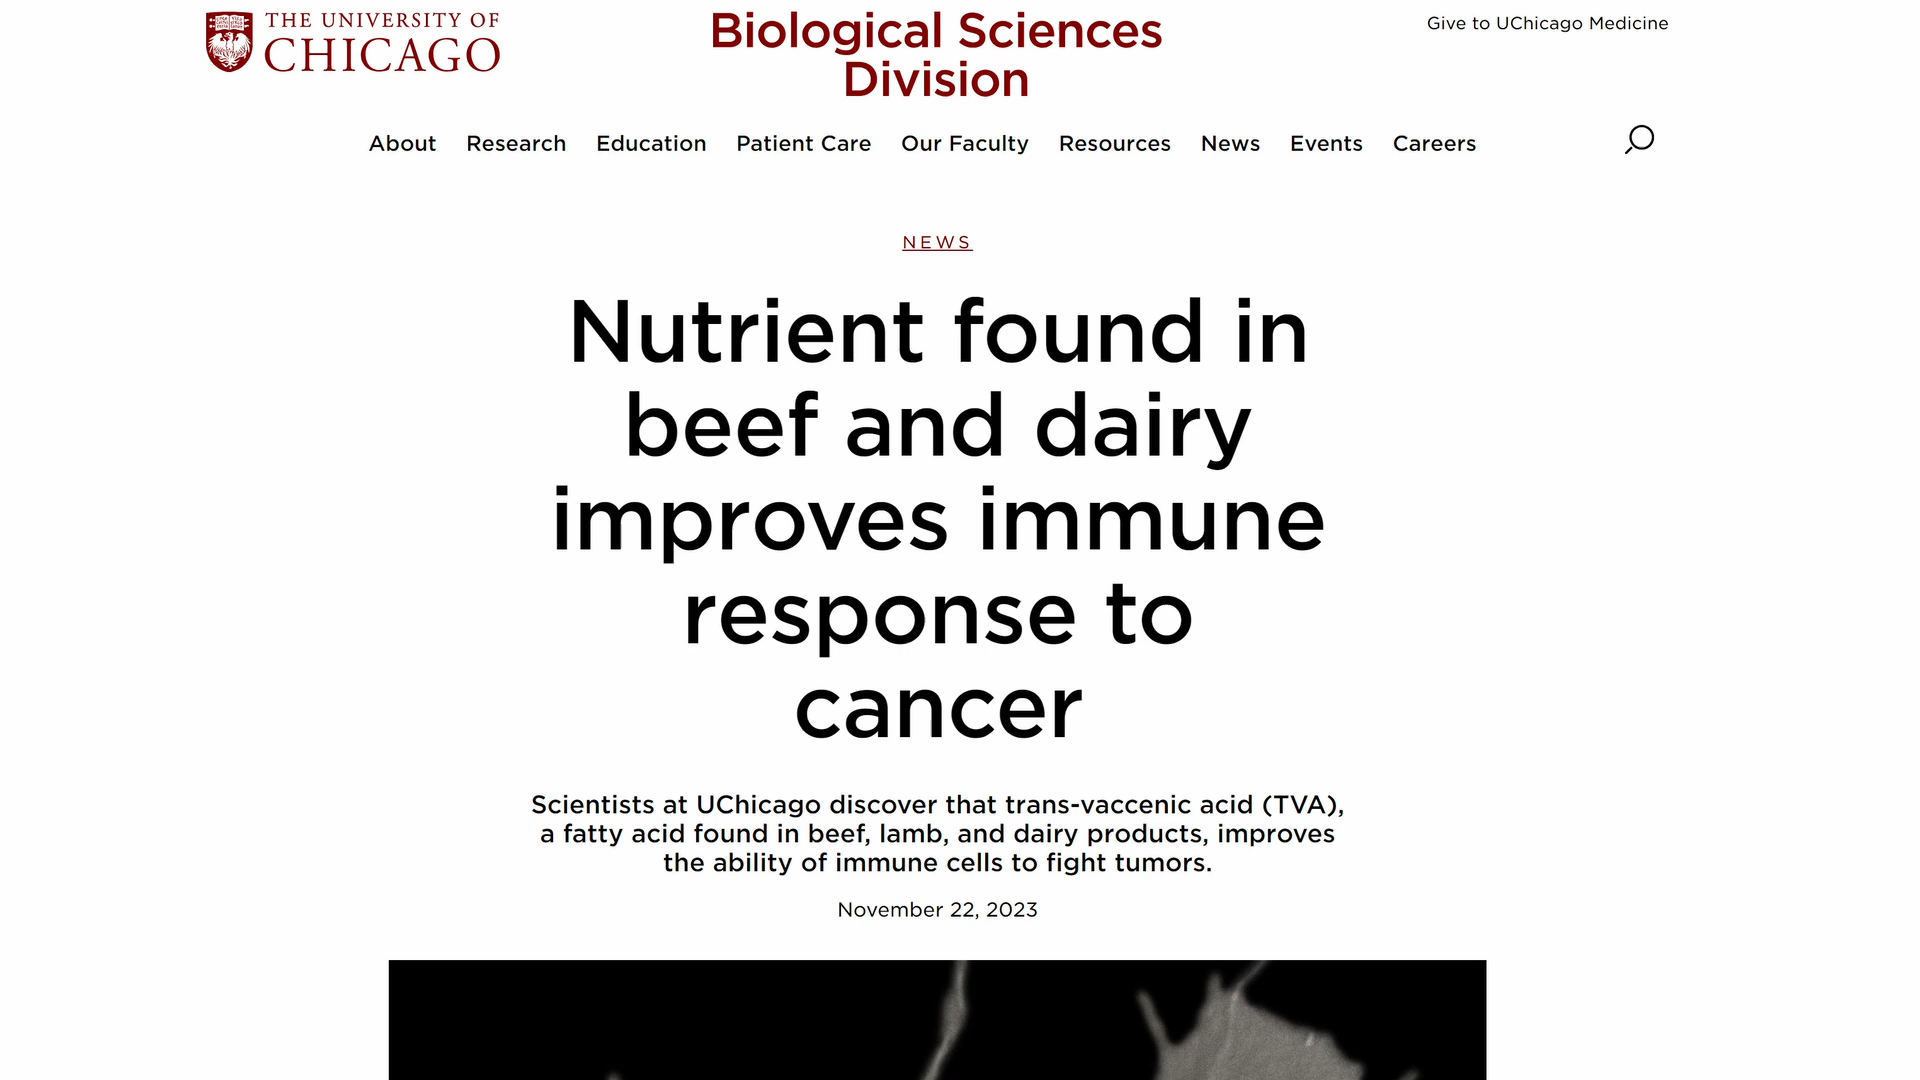 THE UNIVERSITY OF
CHICAGO
Biological Sciences
Division
Give to UChicago Medicine
About Research Education Patient Care Our Faculty Resources News Events Careers
NEWS
Nutrient found in
beef and dairy
improves immune
response to
cancer
Scientists at UChicago discover that trans-vaccenic acid (TVA),
a fatty acid found in beef, lamb, and dairy products, improves
the ability of immune cells to fight tumors.
November 22, 2023